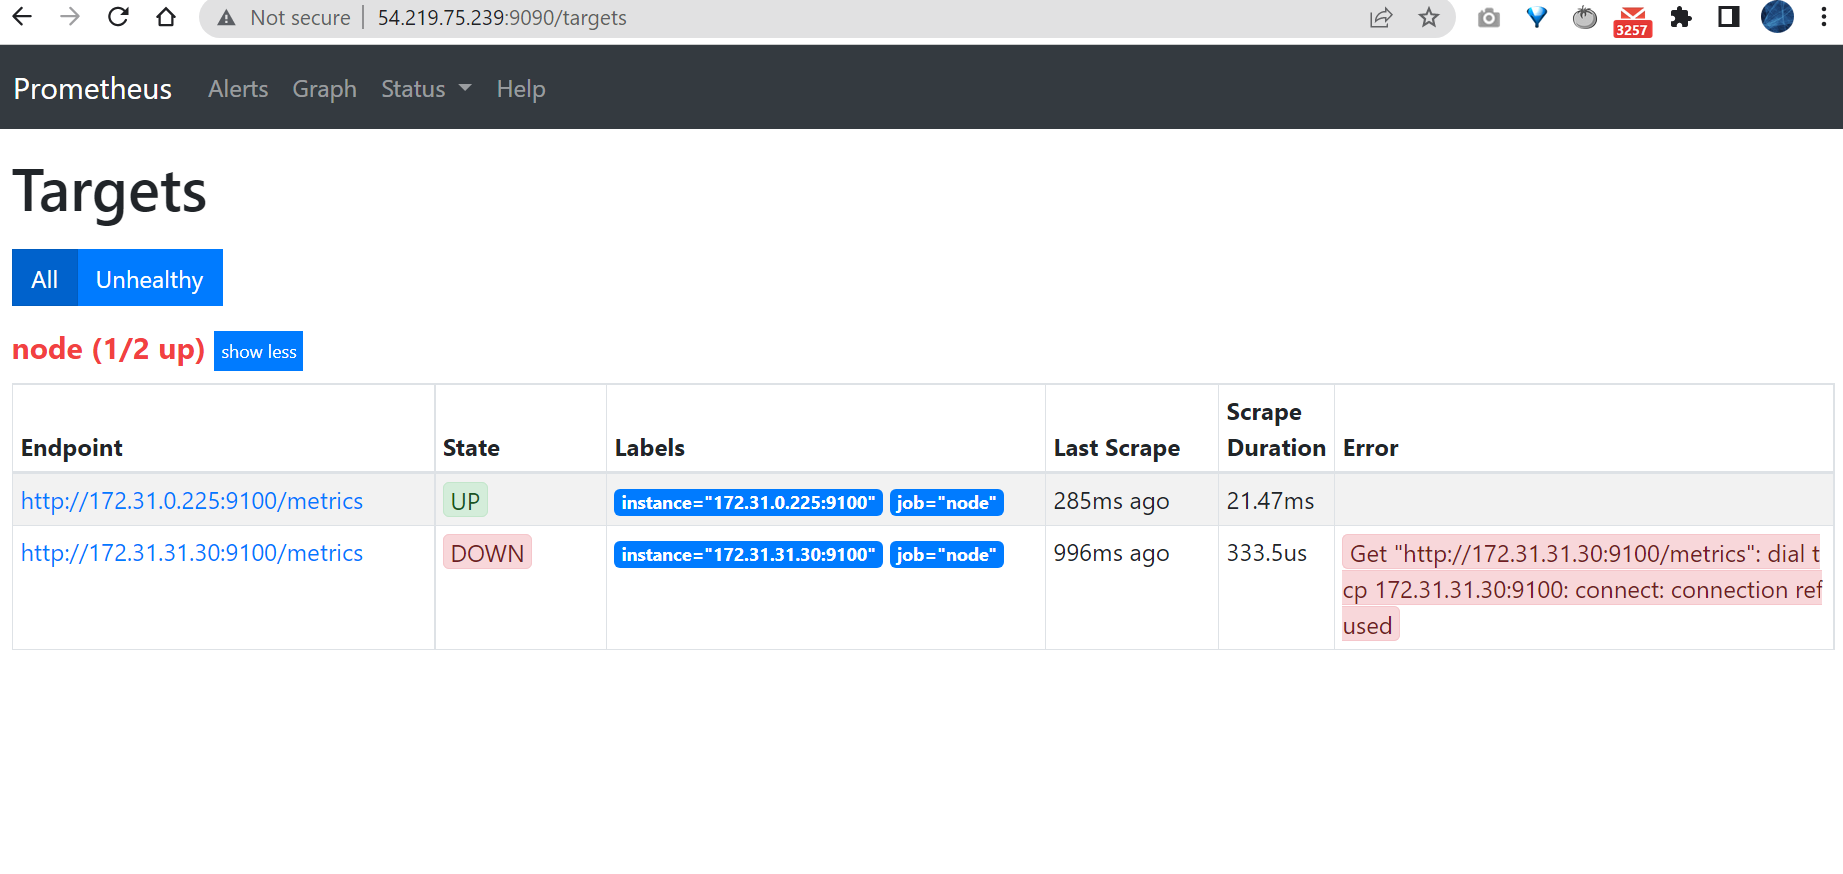 Not secure | 54.219.75.239:9090/targets
3257
Prometheus Alerts Graph Status Help
Targets
All Unhealthy
node (1/2 up) show less
Scrape
Endpoint State Labels Last Scrape Duration Error
http://172.31.0.225:9100/metrics UP instance="172.31.0.225:9100" job="node" 285ms ago 21.47ms
http://172.31.31.30:9100/metrics DOWN instance="172.31.31.30:9100" job="node" 996ms ago 333.5us Get "http://172.31.31.30:9100/metrics": dial t
cp 172.31.31.30:9100: connect: connection ref
used